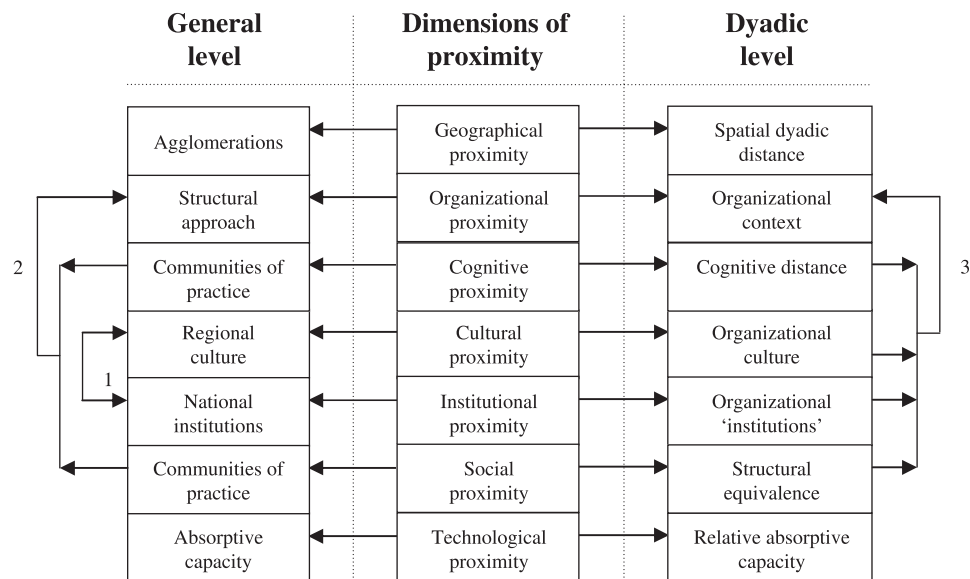 General
level
Dimensions of
proximity
Dyadic
level
Agglomerations
Geographical
proximity
Spatial dyadic
distance
Structural
approach
Organizational
proximity
Organizational
context
2
Communities of
practice
Cognitive
proximity
Cognitive distance
3
Regional
culture
Cultural
proximity
Organizational
culture
1
National
institutions
Institutional
proximity
Organizational
‘institutions’
Communities of
practice
Social
proximity
Structural
equivalence
Absorptive
capacity
Technological
proximity
Relative absorptive
capacity